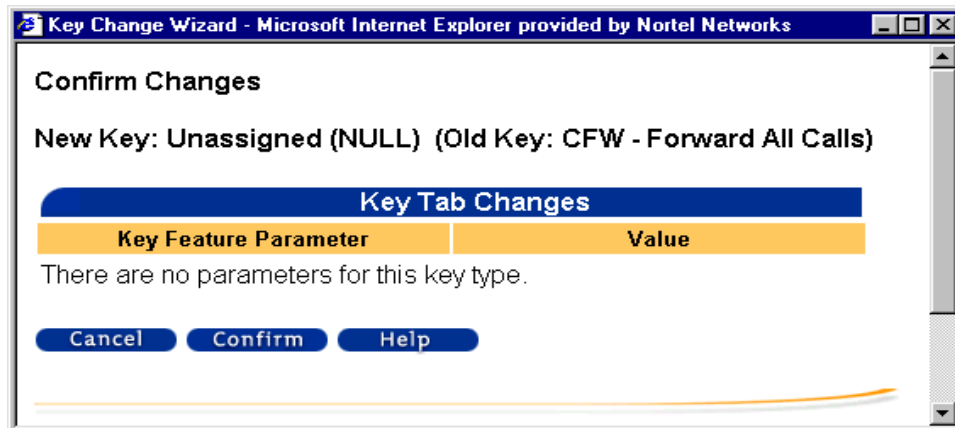 Key Change Wizard - Microsoft Internet Explorer provided by Nortel Networks
Confirm Changes
New Key: Unassigned (NULL) (Old Key: CFW - Forward All Calls)
Key Tab Changes
Key Feature Parameter Value
There are no parameters for this key type.
Cancel Confirm Help